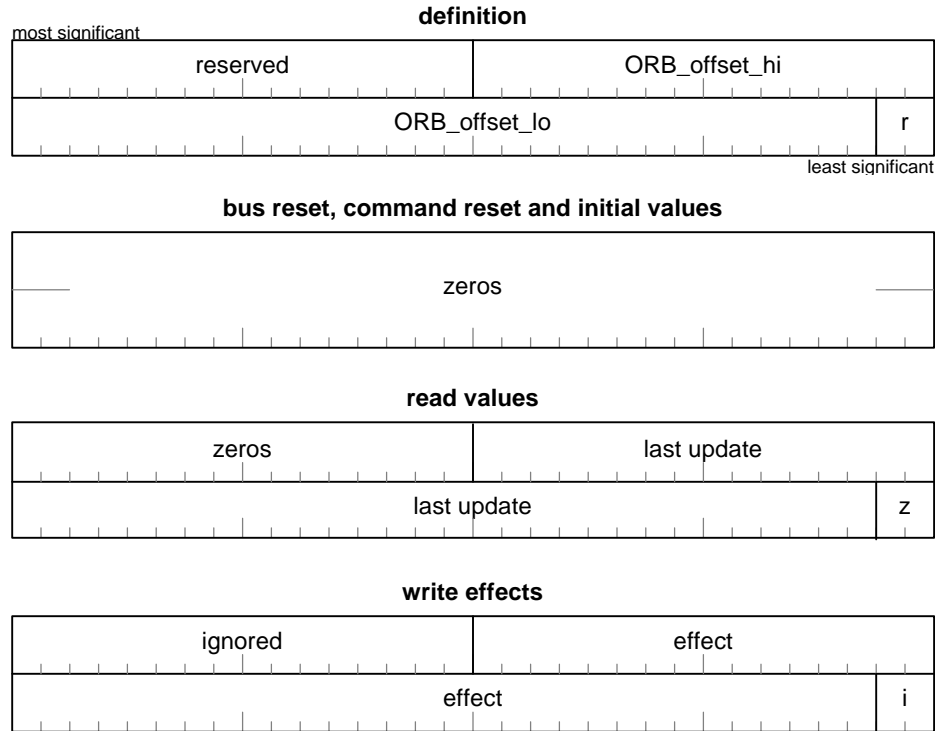 definition
most significant
reserved ORB_offset_hi
ORB_offset_lo r
least significant
bus reset, command reset and initial values
zeros
read values
zeros last update
last update z
write effects
ignored effect
effect i